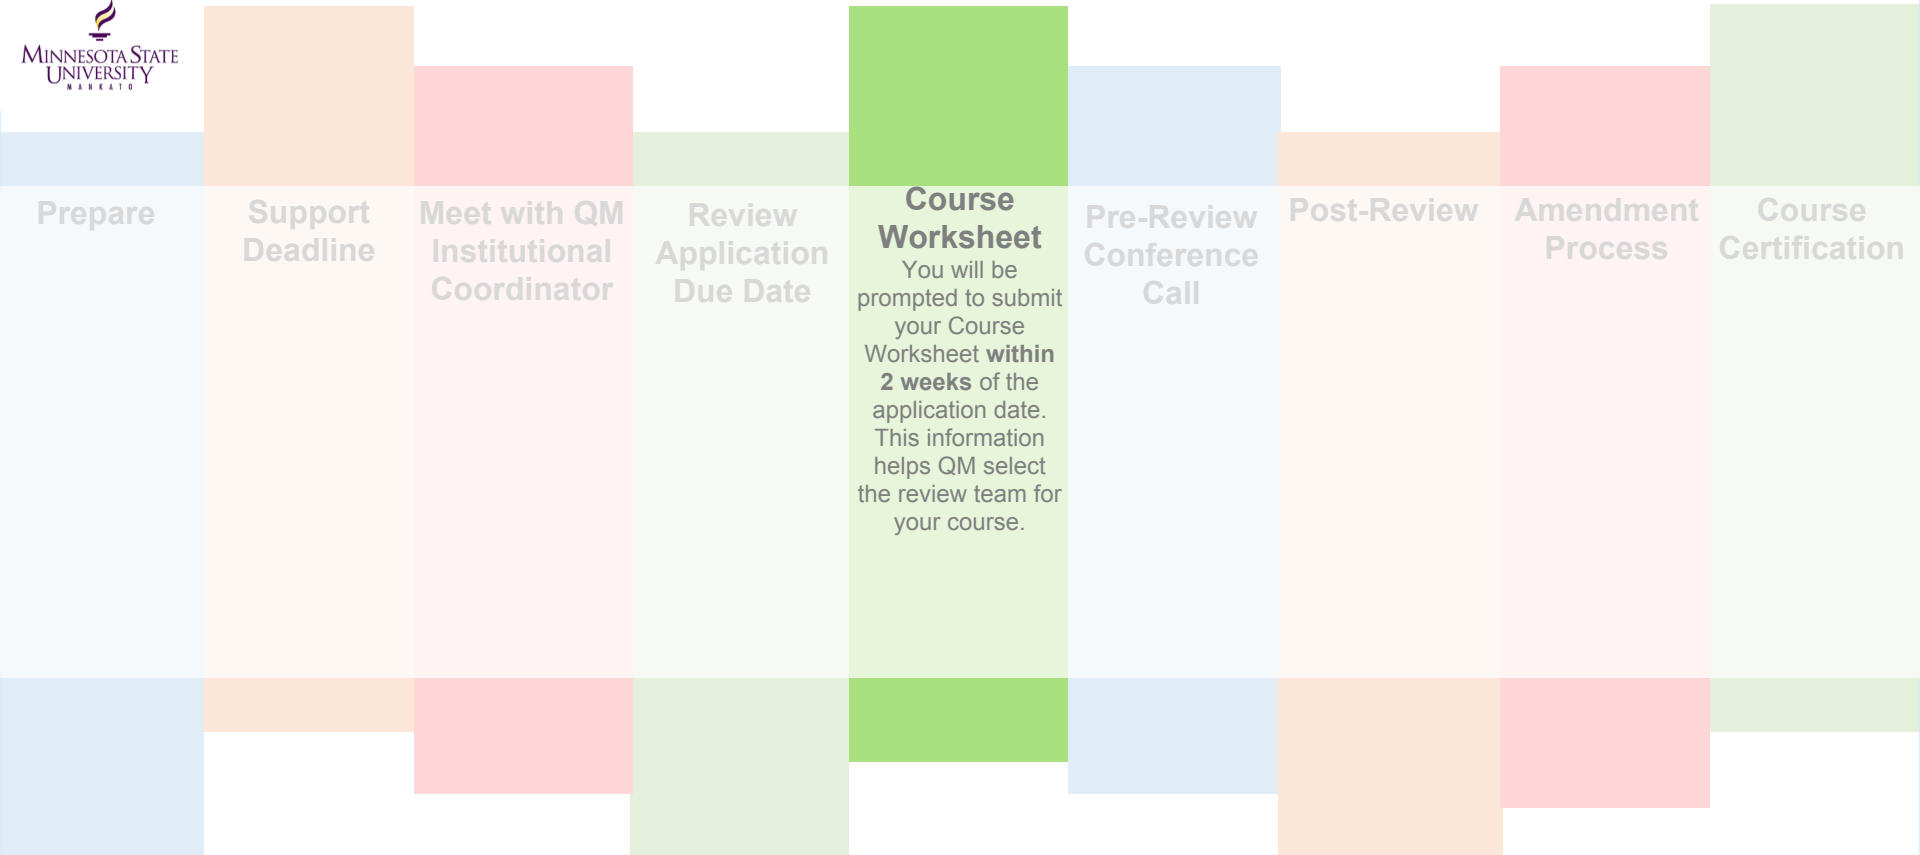 MINNESOTA STATE
UNIVERSITY
MANKATO
Prepare
Support
Deadline
Meet with QM
Institutional
Coordinator
Review
Application
Due Date
Course
Worksheet
You will be
prompted to submit
your Course
Worksheet within
2 weeks of the
application date.
This information
helps QM select
the review team for
your course.
Pre-Review
Conference
Call
Post-Review
Amendment
Process
Course
Certification